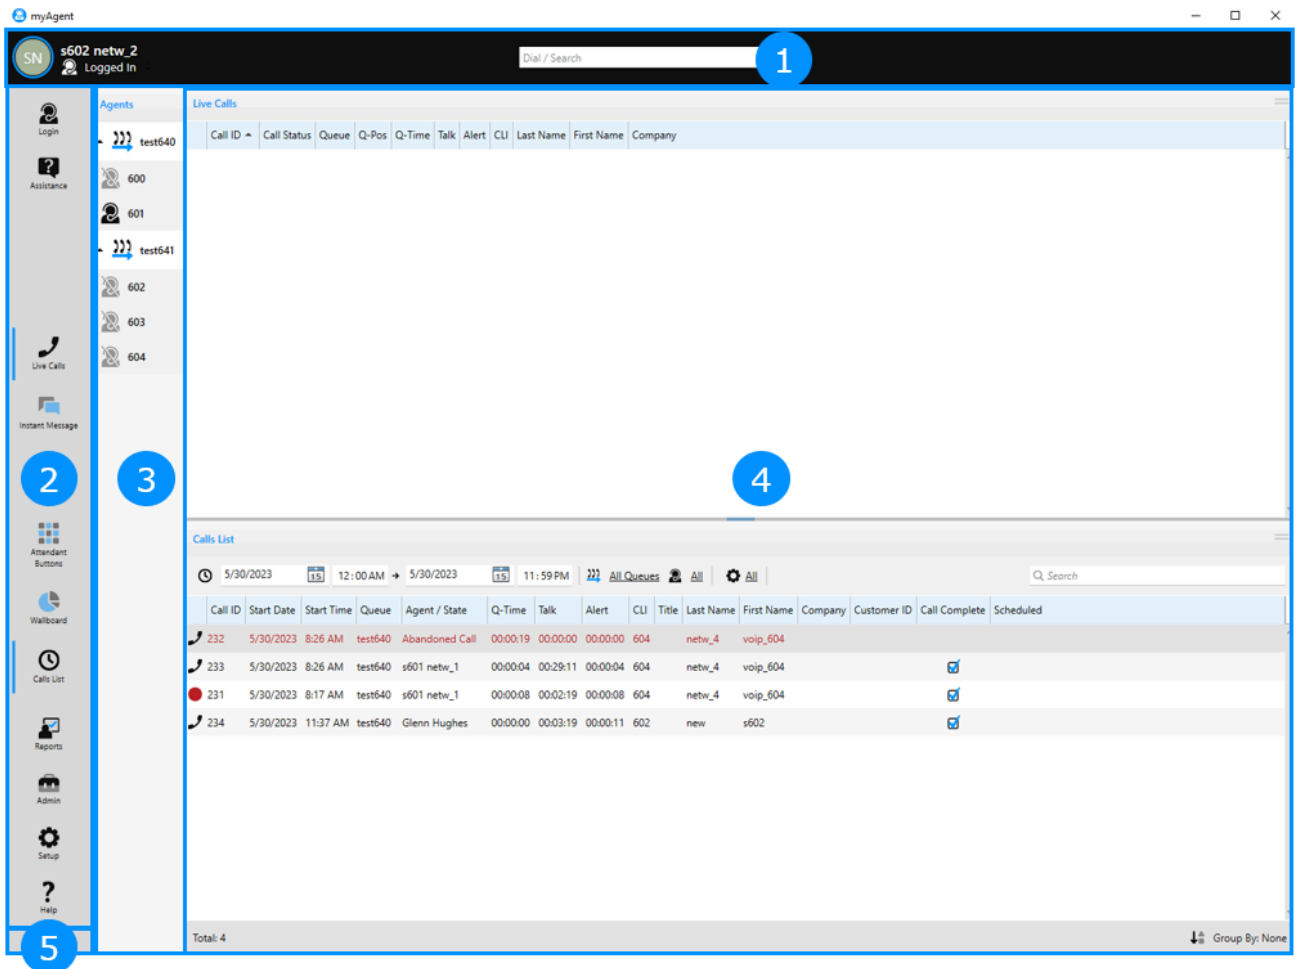 myAgent
SN
s602 netw_2
Logged In
Dial / Search
1
Login
Assistance
Live Calls
Instant Message
2
Attendant
Buttons
Wallboard
Calls List
Reports
Admin
Setup
Help
5
Agents
test640
600
601
test641
602
603
604
3
Live Calls
Call ID Call Status Queue Q-Pos Q-Time Talk Alert CLI Last Name First Name Company
4
Calls List
5/30/2023 15 12:00 AM → 5/30/2023 15 11:59 PM All Queues All All Search
Call ID Start Date Start Time Queue Agent / State Q-Time Talk Alert CLI Title Last Name First Name Company Customer ID Call Complete Scheduled
232 5/30/2023 8:26 AM test640 Abandoned Call 00:00:19 00:00:00 00:00:00 604 netw_4 voip_604
233 5/30/2023 8:26 AM test640 s601 netw_1 00:00:04 00:29:11 00:00:04 604 netw_4 voip_604
231 5/30/2023 8:17 AM test640 s601 netw_1 00:00:08 00:02:19 00:00:08 604 netw_4 voip_604
234 5/30/2023 11:37 AM test640 Glenn Hughes 00:00:00 00:03:19 00:00:11 602 new s602
Total: 4
Group By: None